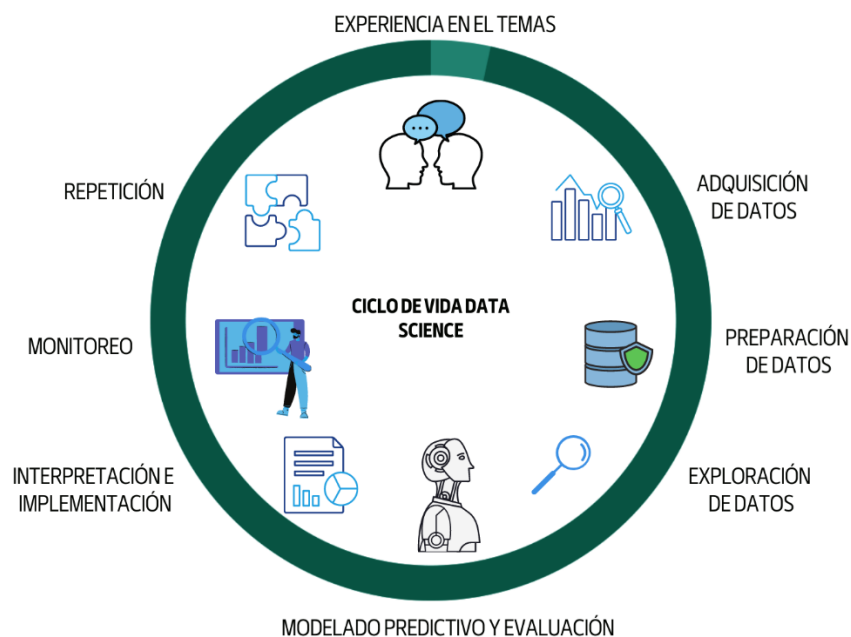 EXPERIENCIA EN EL TEMAS
ADQUISICIÓN
DE DATOS
PREPARACIÓN
DE DATOS
EXPLORACIÓN
DE DATOS
MODELADO PREDICTIVO Y EVALUACIÓN
INTERPRETACIÓN E
IMPLEMENTACIÓN
MONITOREO
REPETICIÓN
CICLO DE VIDA DATA
SCIENCE